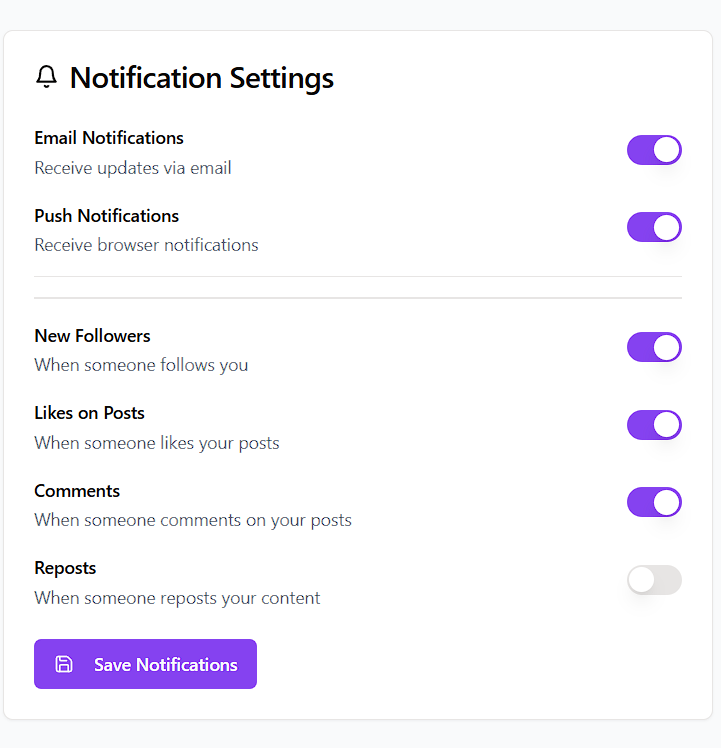 Notification Settings
Email Notifications
Receive updates via email
Push Notifications
Receive browser notifications
New Followers
When someone follows you
Likes on Posts
When someone likes your posts
Comments
When someone comments on your posts
Reposts
When someone reposts your content
Save Notifications